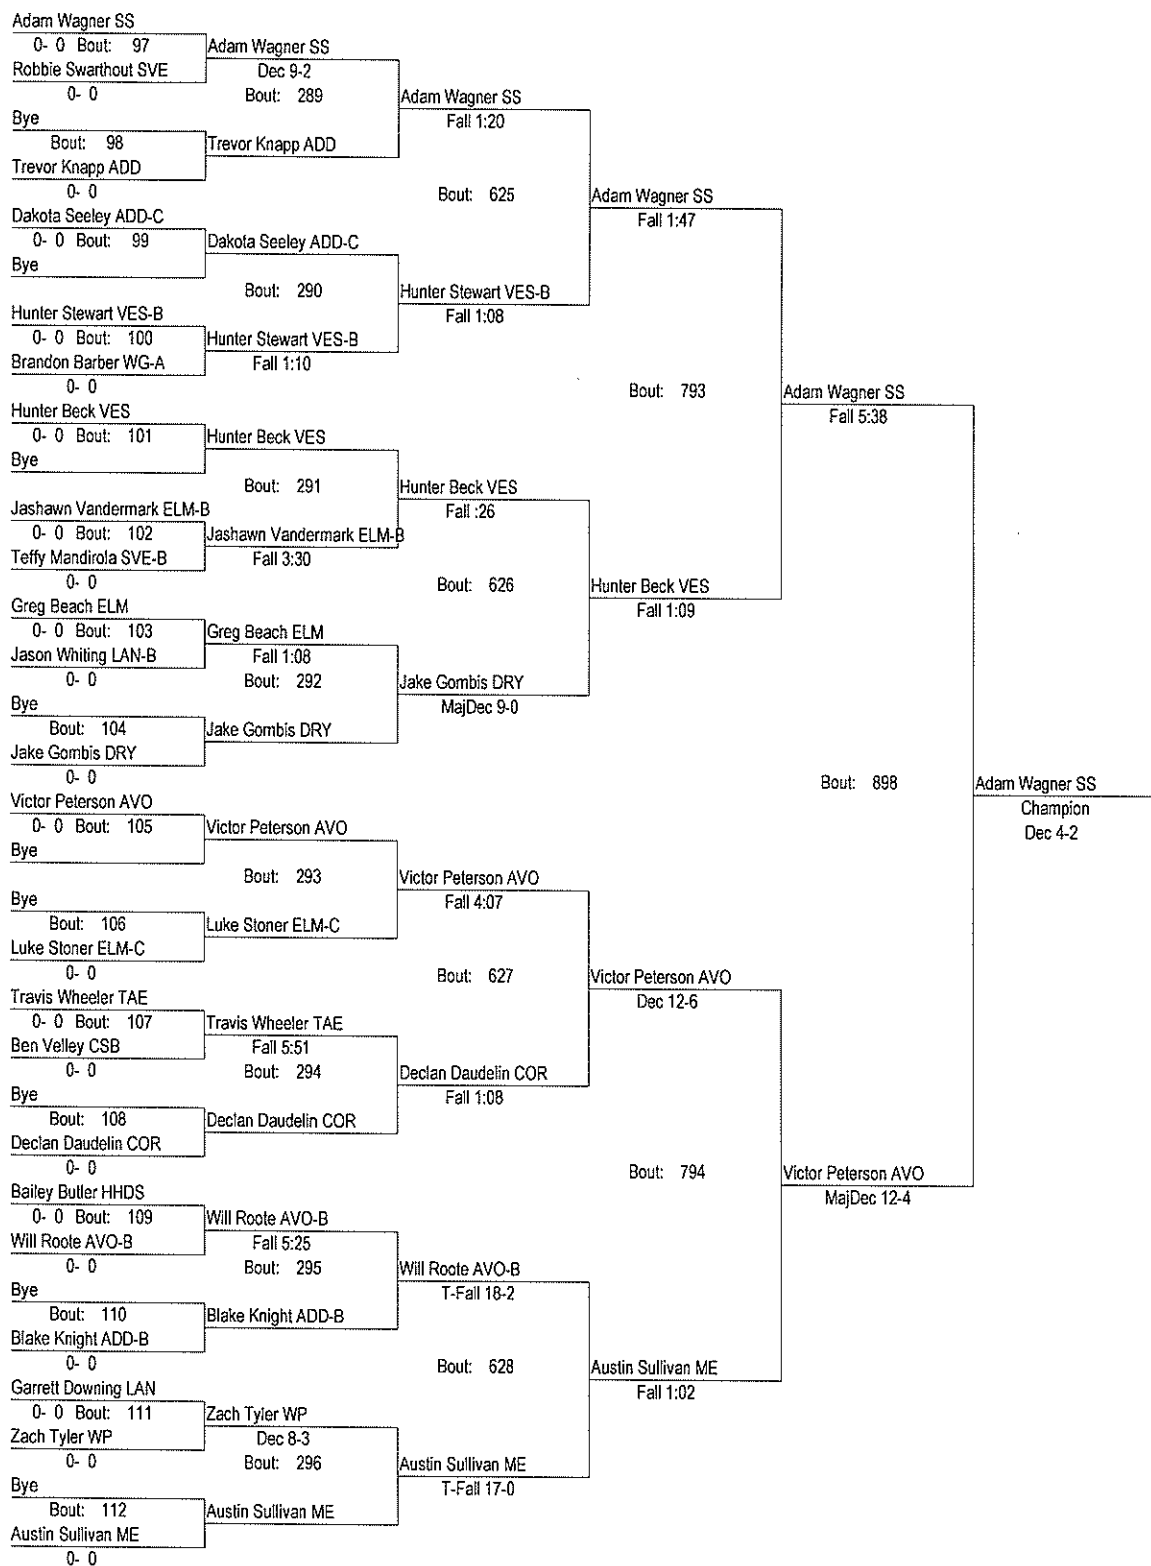 Adam Wagner SS
0- 0 Bout: 97
Robbie Swarthout SVE
0- 0
Bye
Bout: 98
Trevor Knapp ADD
0- 0
Dakota Seeley ADD-C
0- 0 Bout: 99
Bye
Hunter Stewart VES-B
0- 0 Bout: 100
Brandon Barber WG-A
0- 0
Hunter Beck VES
0- 0 Bout: 101
Bye
Jashawn Vandermark ELM-B
0- 0 Bout: 102
Teffy Mandirola SVE-B
0- 0
Greg Beach ELM
0- 0 Bout: 103
Jason Whiting LAN-B
0- 0
Bye
Bout: 104
Jake Gombis DRY
0- 0
Victor Peterson AVO
0- 0 Bout: 105
Bye
Bye
Bout: 106
Luke Stoner ELM-C
0- 0
Travis Wheeler TAE
0- 0 Bout: 107
Ben Velley CSB
0- 0
Bye
Bout: 108
Declan Daudelin COR
0- 0
Bailey Butler HHDS
0- 0 Bout: 109
Will Roote AVO-B
0- 0
Bye
Bout: 110
Blake Knight ADD-B
0- 0
Garrett Downing LAN
0- 0 Bout: 111
Zach Tyler WP
0- 0
Bye
Bout: 112
Austin Sullivan ME
0- 0
Adam Wagner SS
Dec 9-2
Bout: 289
Trevor Knapp ADD
Dakota Seeley ADD-C
Bout: 290
Hunter Stewart VES-B
Fall 1:10
Hunter Beck VES
Bout: 291
Jashawn Vandermark ELM-B
Fall 3:30
Greg Beach ELM
Fall 1:08
Bout: 292
Jake Gombis DRY
Victor Peterson AVO
Bout: 293
Luke Stoner ELM-C
Travis Wheeler TAE
Fall 5:51
Bout: 294
Declan Daudelin COR
Will Roote AVO-B
Fall 5:25
Bout: 295
Blake Knight ADD-B
Zach Tyler WP
Dec 8-3
Bout: 296
Austin Sullivan ME
Adam Wagner SS
Fall 1:20
Bout: 625
Hunter Stewart VES-B
Fall 1:08
Hunter Beck VES
Fall :26
Bout: 626
Jake Gombis DRY
MajDec 9-0
Victor Peterson AVO
Fall 4:07
Bout: 627
Declan Daudelin COR
Fall 1:08
Will Roote AVO-B
T-Fall 18-2
Bout: 628
Austin Sullivan ME
T-Fall 17-0
Adam Wagner SS
Fall 1:47
Bout: 793
Hunter Beck VES
Fall 1:09
Victor Peterson AVO
Dec 12-6
Bout: 794
Austin Sullivan ME
Fall 1:02
Adam Wagner SS
Fall 5:38
Bout: 898
Victor Peterson AVO
MajDec 12-4
Adam Wagner SS
Champion
Dec 4-2